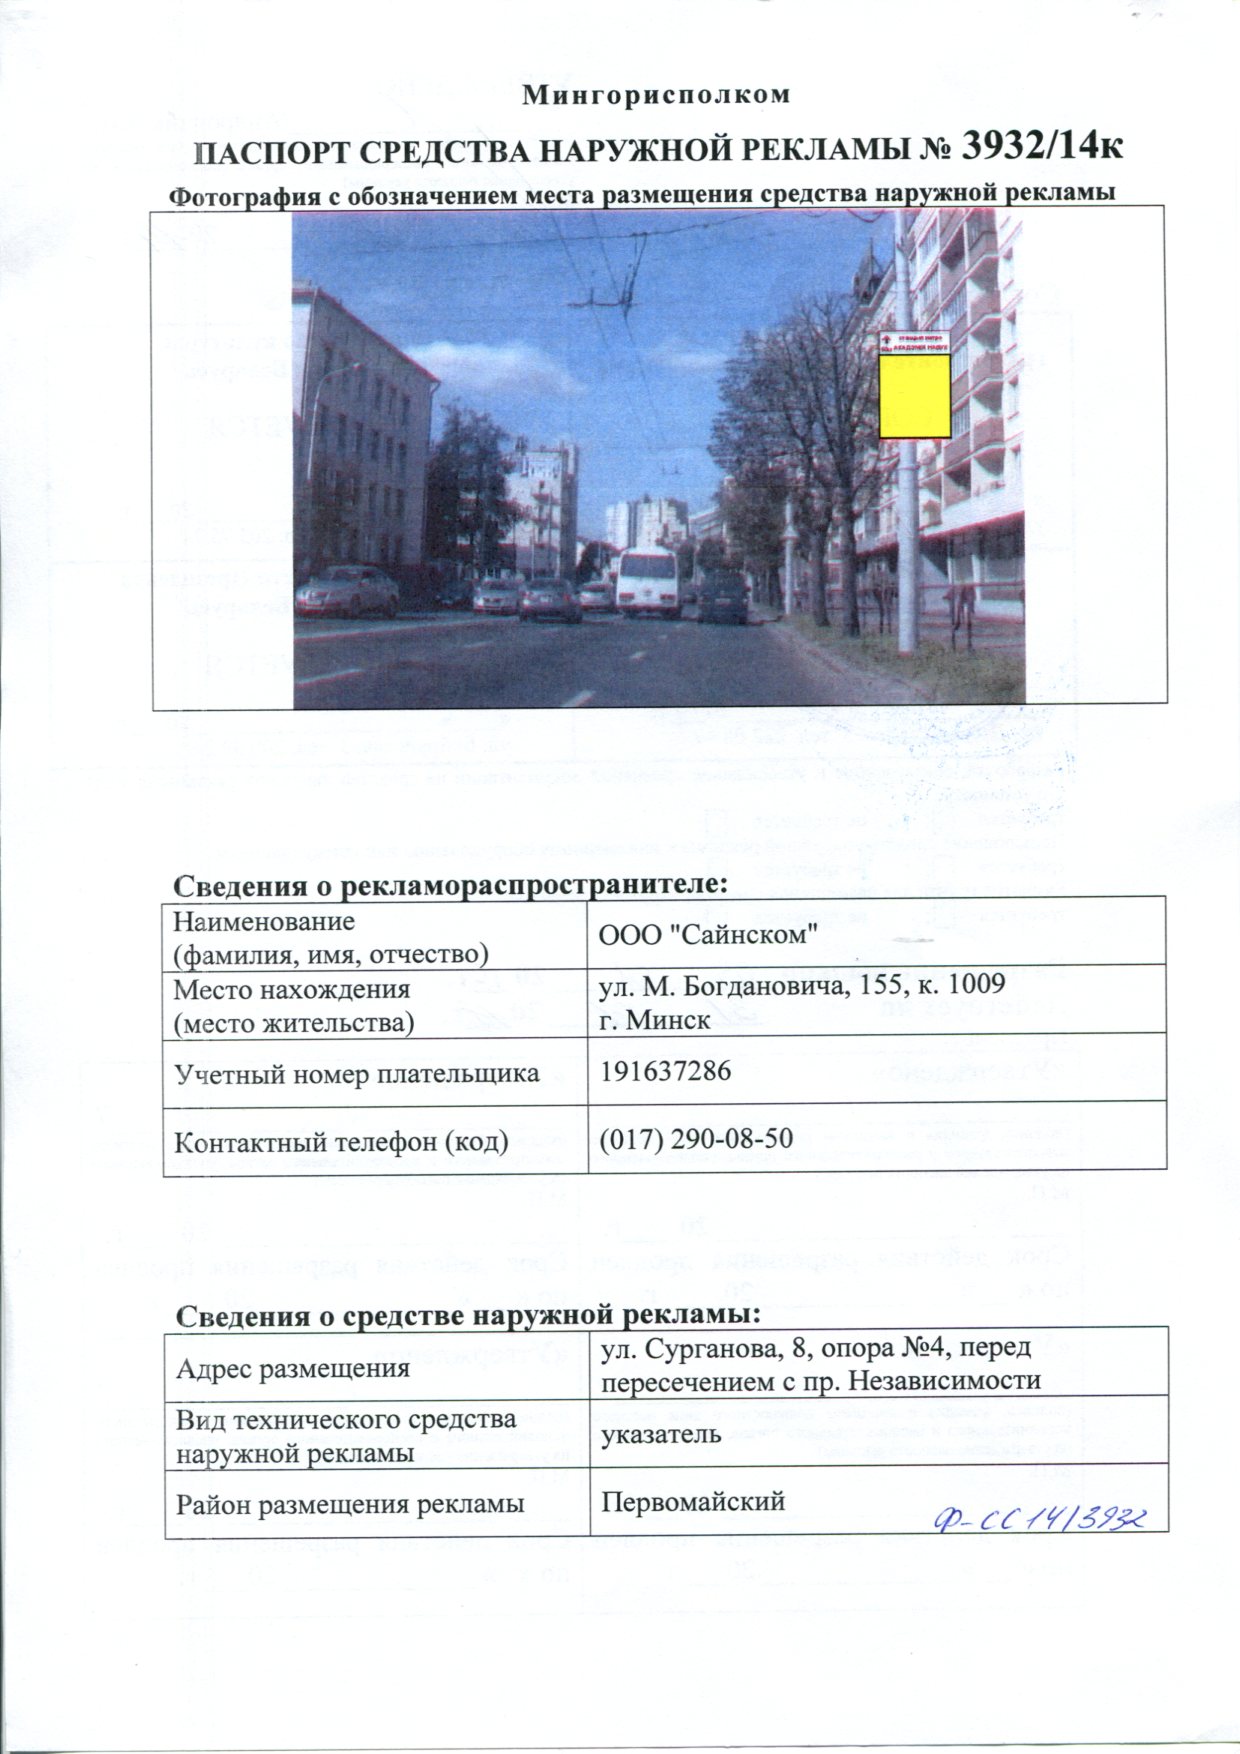 Мингорисполком
ПАСПОРТ СРЕДСТВА НАРУЖНОЙ РЕКЛАМЫ № 3932/14к
Фотография с обозначением места размещения средства наружной рекламы
АКАДЕМИЯ НАУК
Сведения о рекламораспространителе:
Наименование
(фамилия, имя, отчество)
ООО "Сайнском"
Место нахождения
(место жительства)
ул. М. Богдановича, 155, к. 1009
г. Минск
Учетный номер плательщика
191637286
Контактный телефон (код)
(017) 290-08-50
Сведения о средстве наружной рекламы:
Адрес размещения
ул. Сурганова, 8, опора №4, перед
пересечением с пр. Независимости
Вид технического средства
наружной рекламы
указатель
Район размещения рекламы
Первомайский
Ф-СС 14/3932